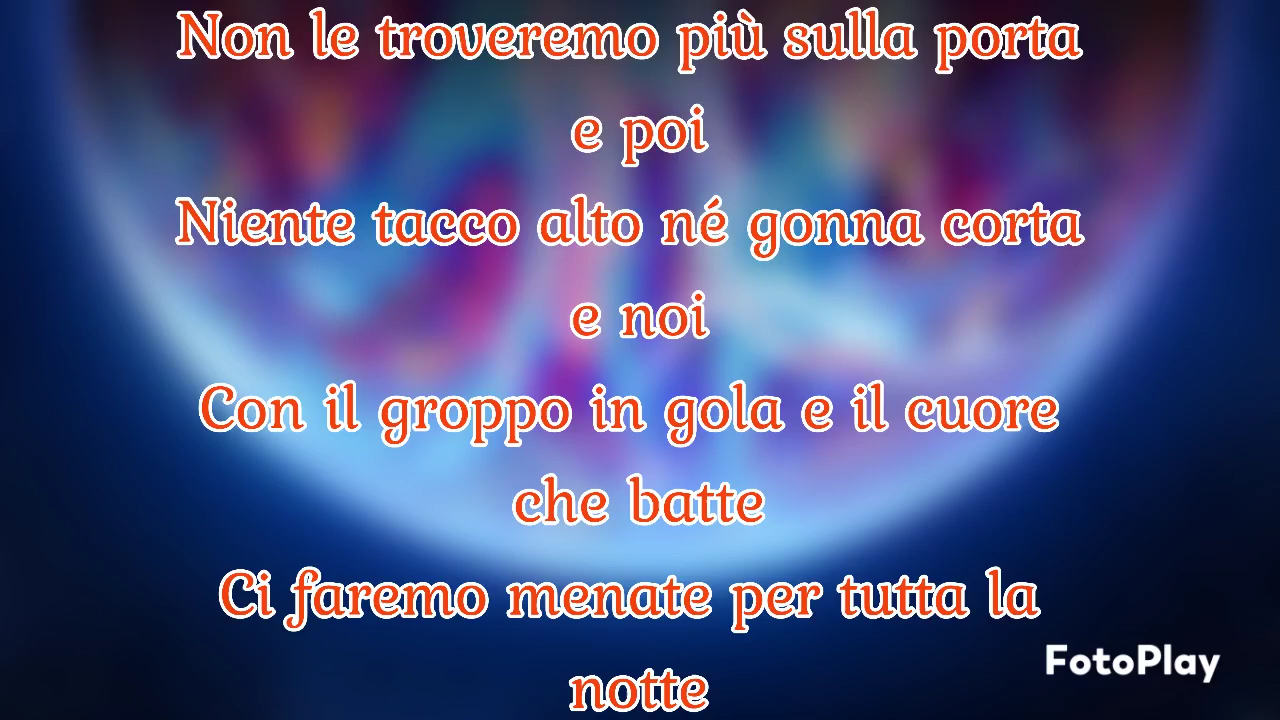 Non le troveremo più sulla porta
e poi
Niente tacco alto né gonna corta
e noi
Con il groppo in gola e il cuore
che batte
Ci faremo menate per tutta la
notte
FotoPlay